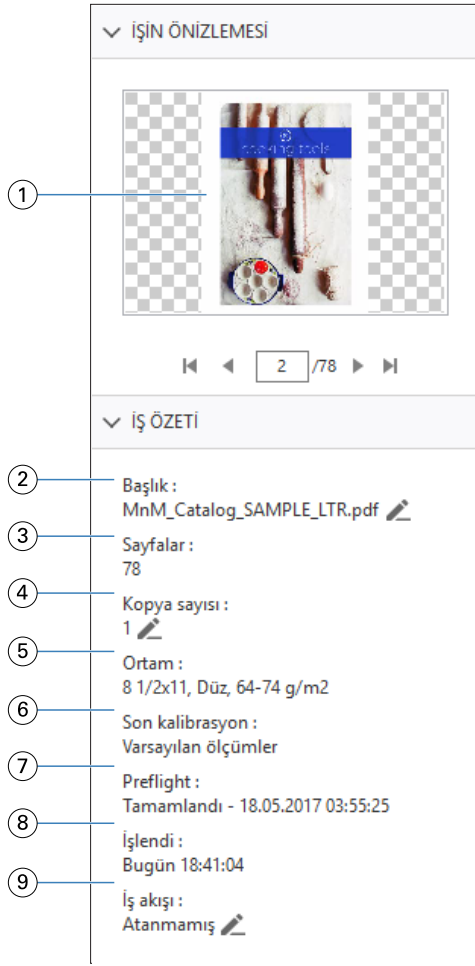 İŞİN ÖNİZLEMESİ
cooking tools
1
2 /78
İŞ ÖZETİ
2
Başlık :
MnM_Catalog_SAMPLE_LTR.pdf
3
Sayfalar :
78
4
Kopya sayısı :
1
5
Ortam :
8 1/2x11, Düz, 64-74 g/m2
6
Son kalibrasyon :
Varsayılan ölçümler
7
Preflight :
Tamamlandı - 18.05.2017 03:55:25
8
İşlendi :
Bugün 18:41:04
9
İş akışı :
Atanmamış